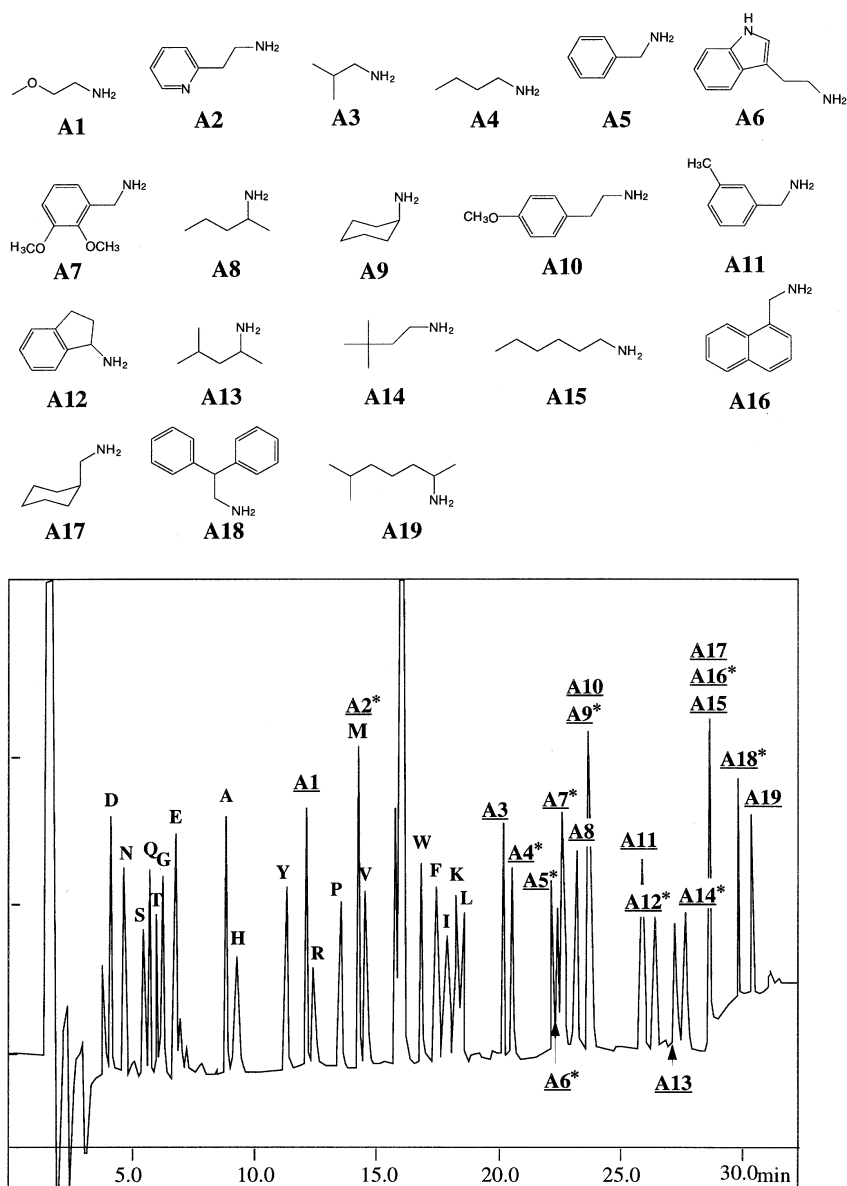 O NH2
A1
N NH2
A2
NH2
A3
NH2
A4
NH2
A5
H
N
NH2
A6
NH2
H3CO OCH3
A7
NH2
A8
NH2
A9
CH3O NH2
A10
H3C
NH2
A11
NH2
A12
NH2
A13
NH2
A14
NH2
A15
NH2
A16
NH2
A17
NH2
A18
NH2
A19
D
N
S
Q
T
G
E
A
H
Y
A1
R
P
A2*
M
V
W
F
I
K
L
A3
A4*
A5*
A6*
A7*
A8
A10
A9*
A11
A12*
A13
A14*
A17
A16*
A15
A18*
A19
5.0 10.0 15.0 20.0 25.0 30.0min